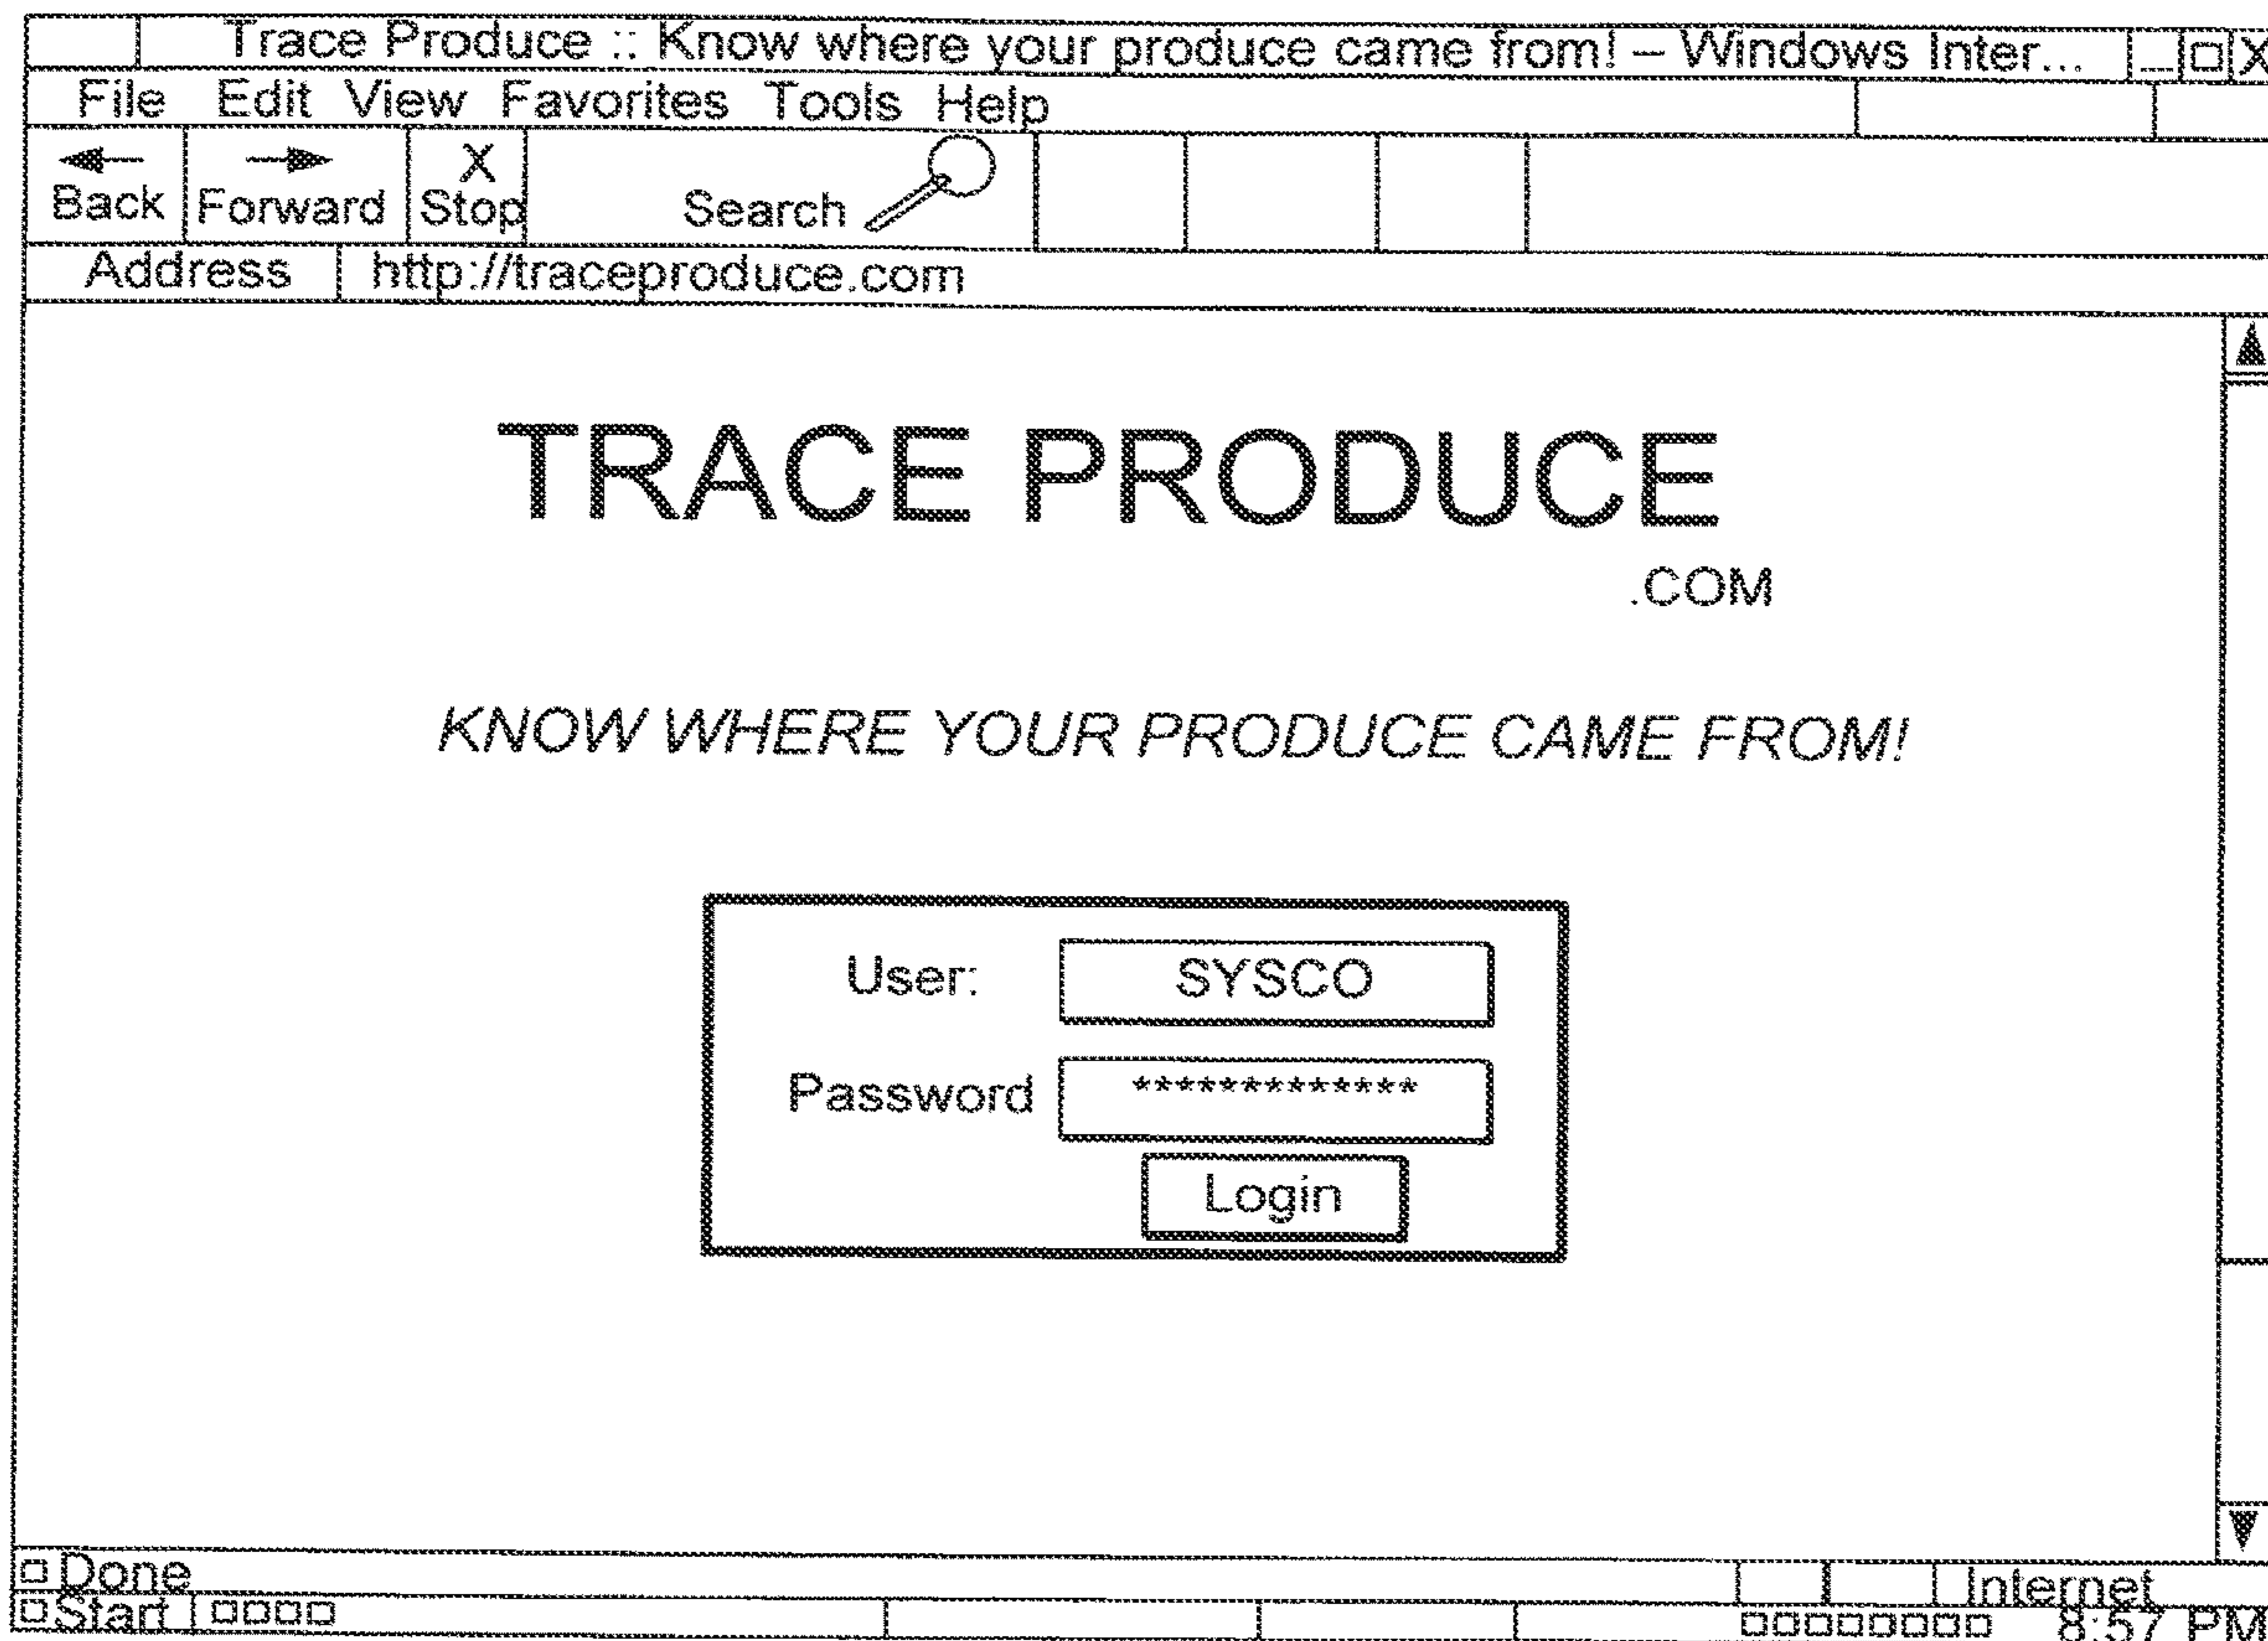 Trace Produce :: Know where your produce came from! – Windows Inter... _ □ X
File Edit View Favorites Tools Help
X
Back Forward Stop Search
Address http://traceproduce.com
TRACE PRODUCE
.COM
KNOW WHERE YOUR PRODUCE CAME FROM!
User: SYSCO
Password *************
Login
Done Internet
Start 8:57 PM